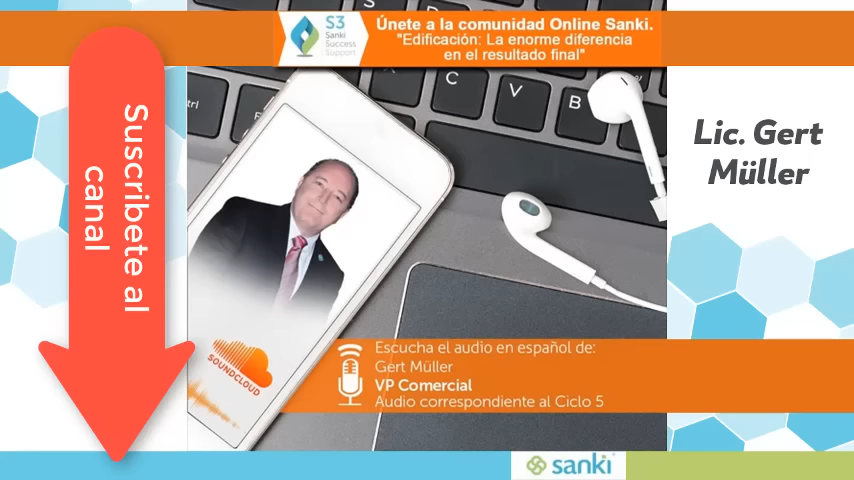 S3
Sanki
Success
Support
Únete a la comunidad Online Sanki.
"Edificación: La enorme diferencia
en el resultado final"
Suscribete al
canal
Lic. Gert
Müller
C
V
B
SOUNDCLOUD
Escucha el audio en español de:
Gert Müller
VP Comercial
Audio correspondiente al Ciclo 5
sanki